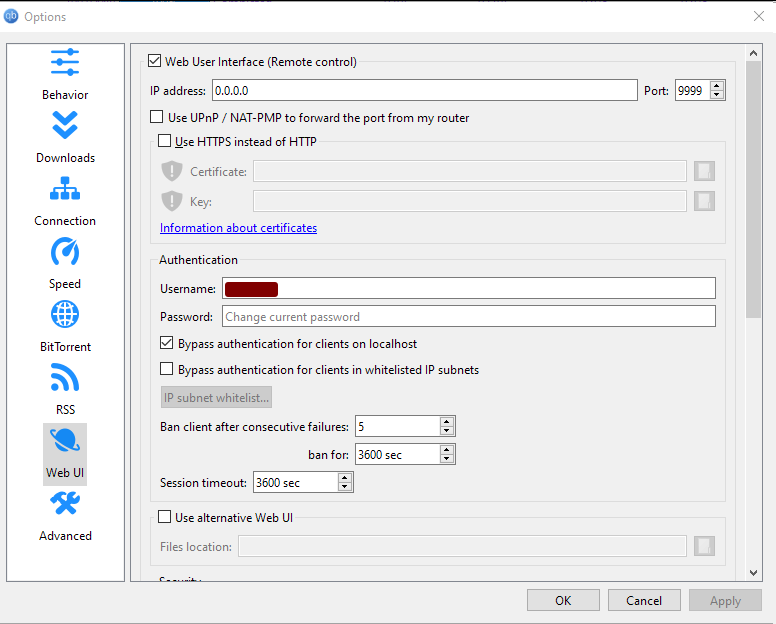 Options
Behavior
Downloads
Connection
Speed
BitTorrent
RSS
Web UI
Advanced
Web User Interface (Remote control)
IP address: 0.0.0.0 Port: 9999
Use UPnP / NAT-PMP to forward the port from my router
Use HTTPS instead of HTTP
Certificate:
Key:
Information about certificates
Authentication
Username:
Password: Change current password
Bypass authentication for clients on localhost
Bypass authentication for clients in whitelisted IP subnets
IP subnet whitelist...
Ban client after consecutive failures: 5
ban for: 3600 sec
Session timeout: 3600 sec
Use alternative Web UI
Files location:
Security
OK Cancel Apply